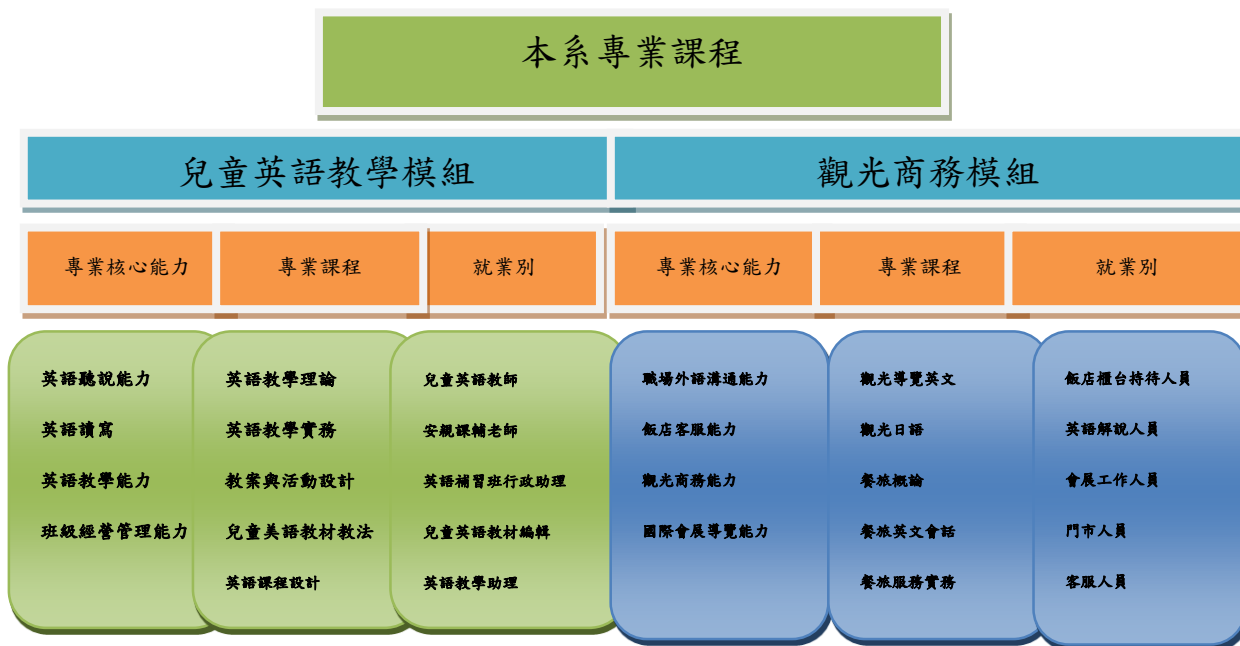 本系專業課程
兒童英語教學模組
觀光商務模組
專業核心能力
專業課程
就業別
專業核心能力
專業課程
就業別
英語聽說能力
英語讀寫
英語教學能力
班級經營管理能力
英語教學理論
英語教學實務
教案與活動設計
兒童美語教材教法
英語課程設計
兒童英語教師
安親課輔老師
英語補習班行政助理
兒童英語教材編輯
英語教學助理
職場外語溝通能力
飯店客服能力
觀光商務能力
國際會展導覽能力
觀光導覽英文
觀光日語
餐旅概論
餐旅英文會話
餐旅服務實務
飯店櫃台持待人員
英語解說人員
會展工作人員
門市人員
客服人員